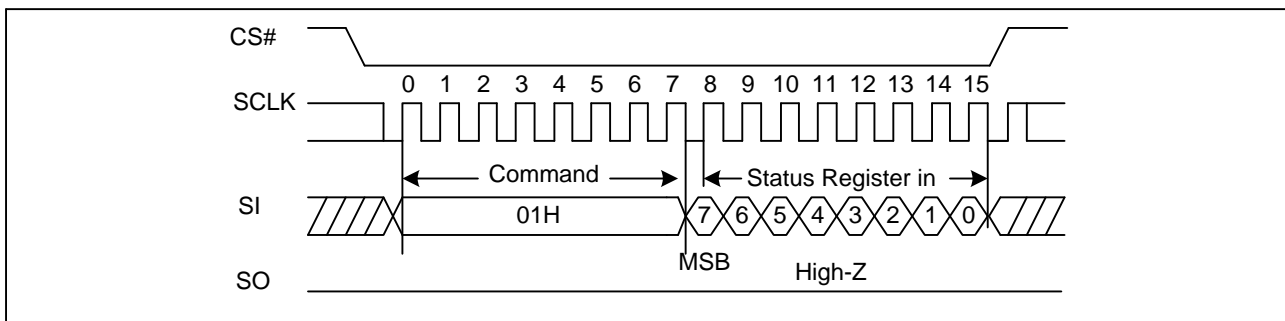 CS#
0 1 2 3 4 5 6 7 8 9 10 11 12 13 14 15
SCLK
Command Status Register in
SI 01H 7 6 5 4 3 2 1 0
MSB High-Z
SO